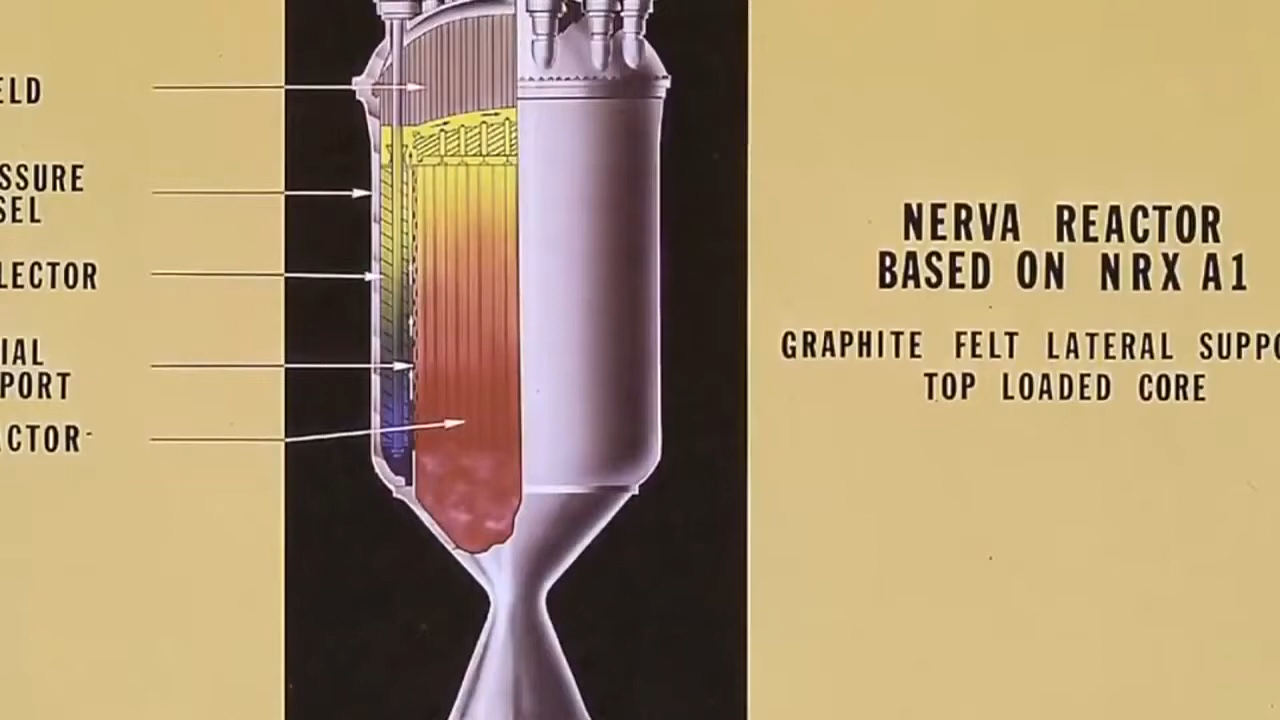 ELD
SSURE
SEL
LECTOR
IAL
PORT
ACTOR-
NERVA REACTOR
BASED ON NRX A1
GRAPHITE FELT LATERAL SUPPO
TOP LOADED CORE